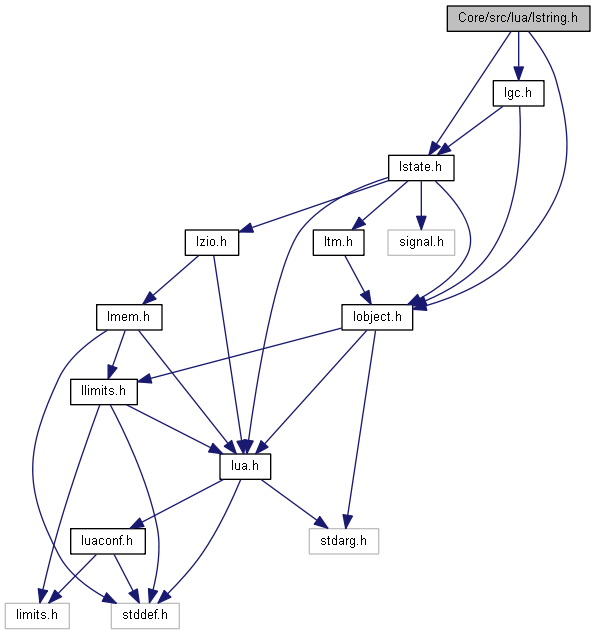 Core/src/lua/lstring.h
lgc.h
lstate.h
lzio.h
ltm.h
signal.h
lmem.h
lobject.h
llimits.h
lua.h
luaconf.h
stdarg.h
limits.h
stddef.h